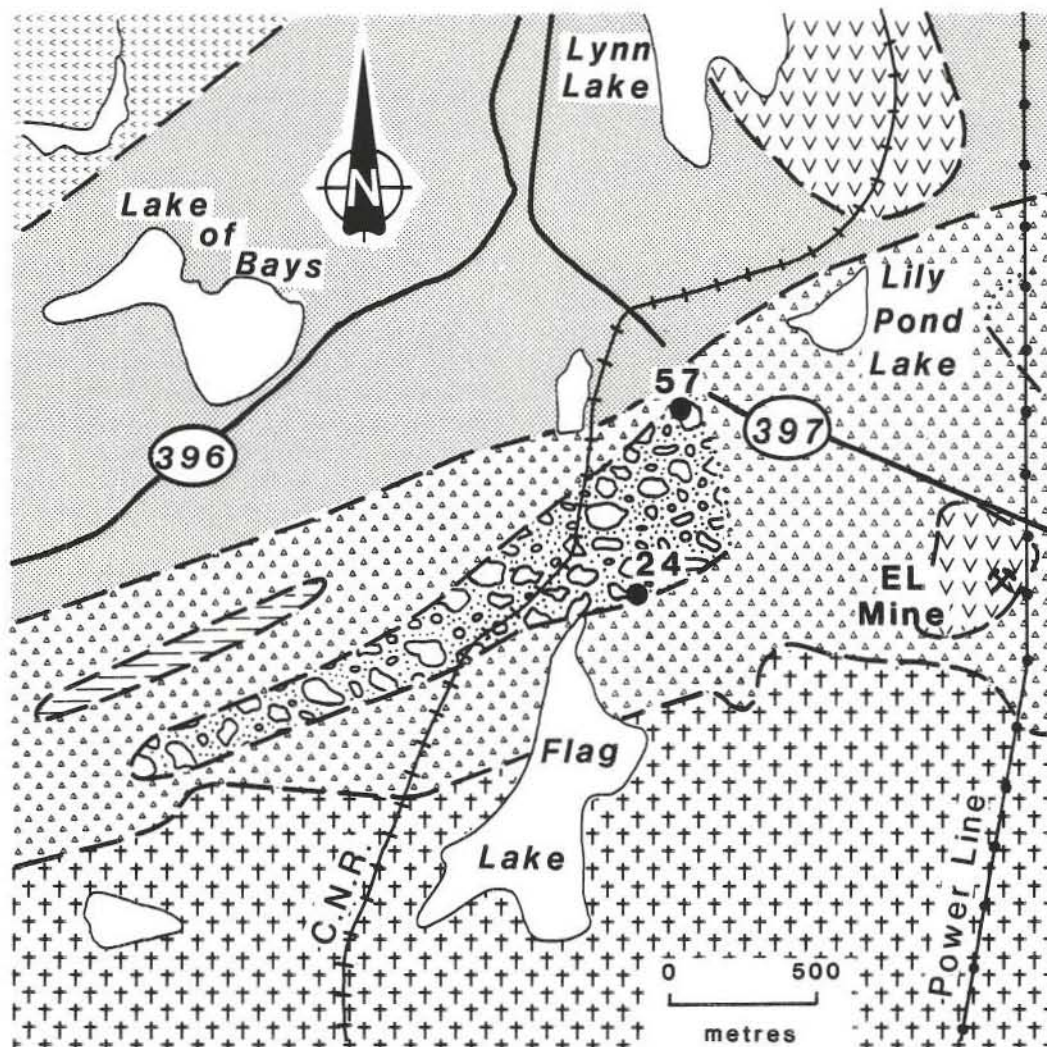 Lynn
Lake
N
Lake
of
Bays
Lily
Pond
Lake
57
397
396
24
EL
Mine
Flag
Lake
C.N.R.
Power Line
0 500
metres